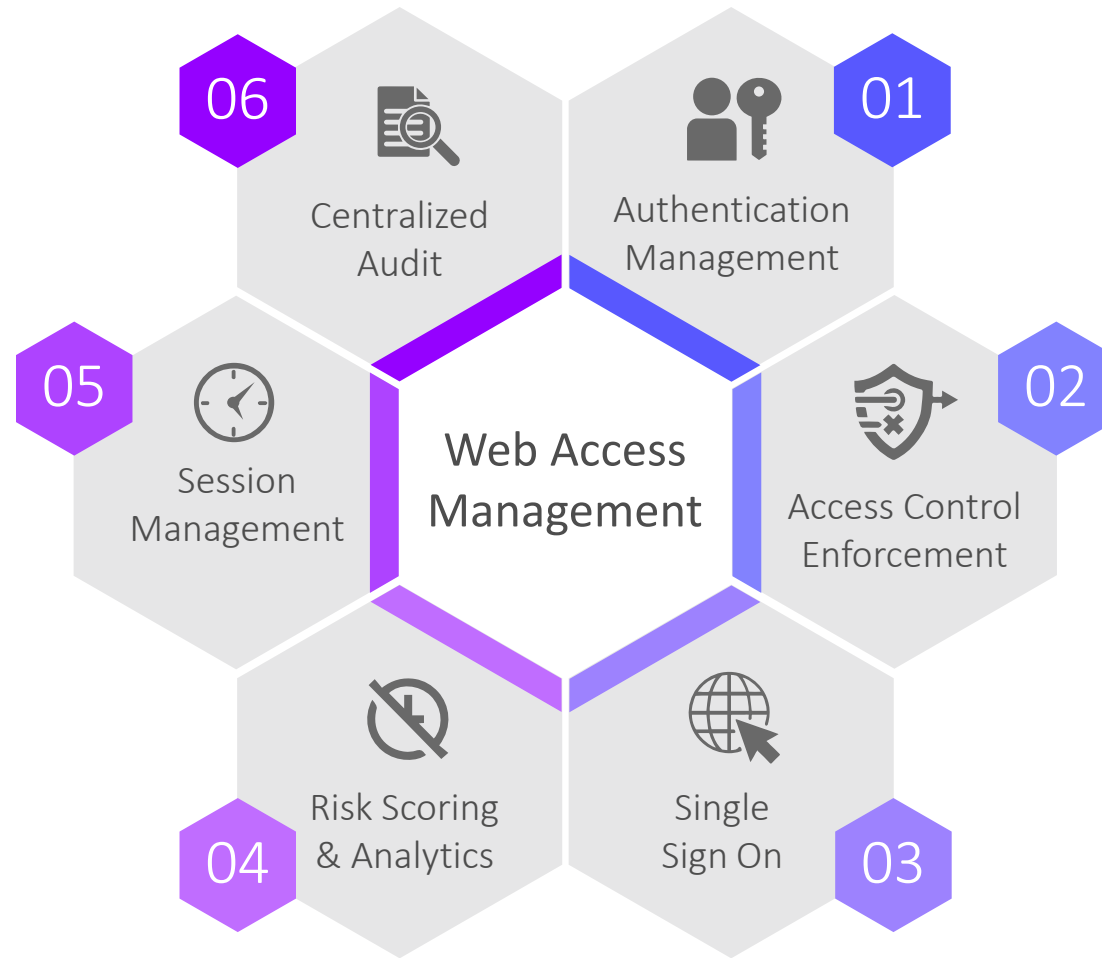 Web Access
Management
01
Authentication
Management
02
Access Control
Enforcement
03
Single
Sign On
04
Risk Scoring
& Analytics
05
Session
Management
06
Centralized
Audit